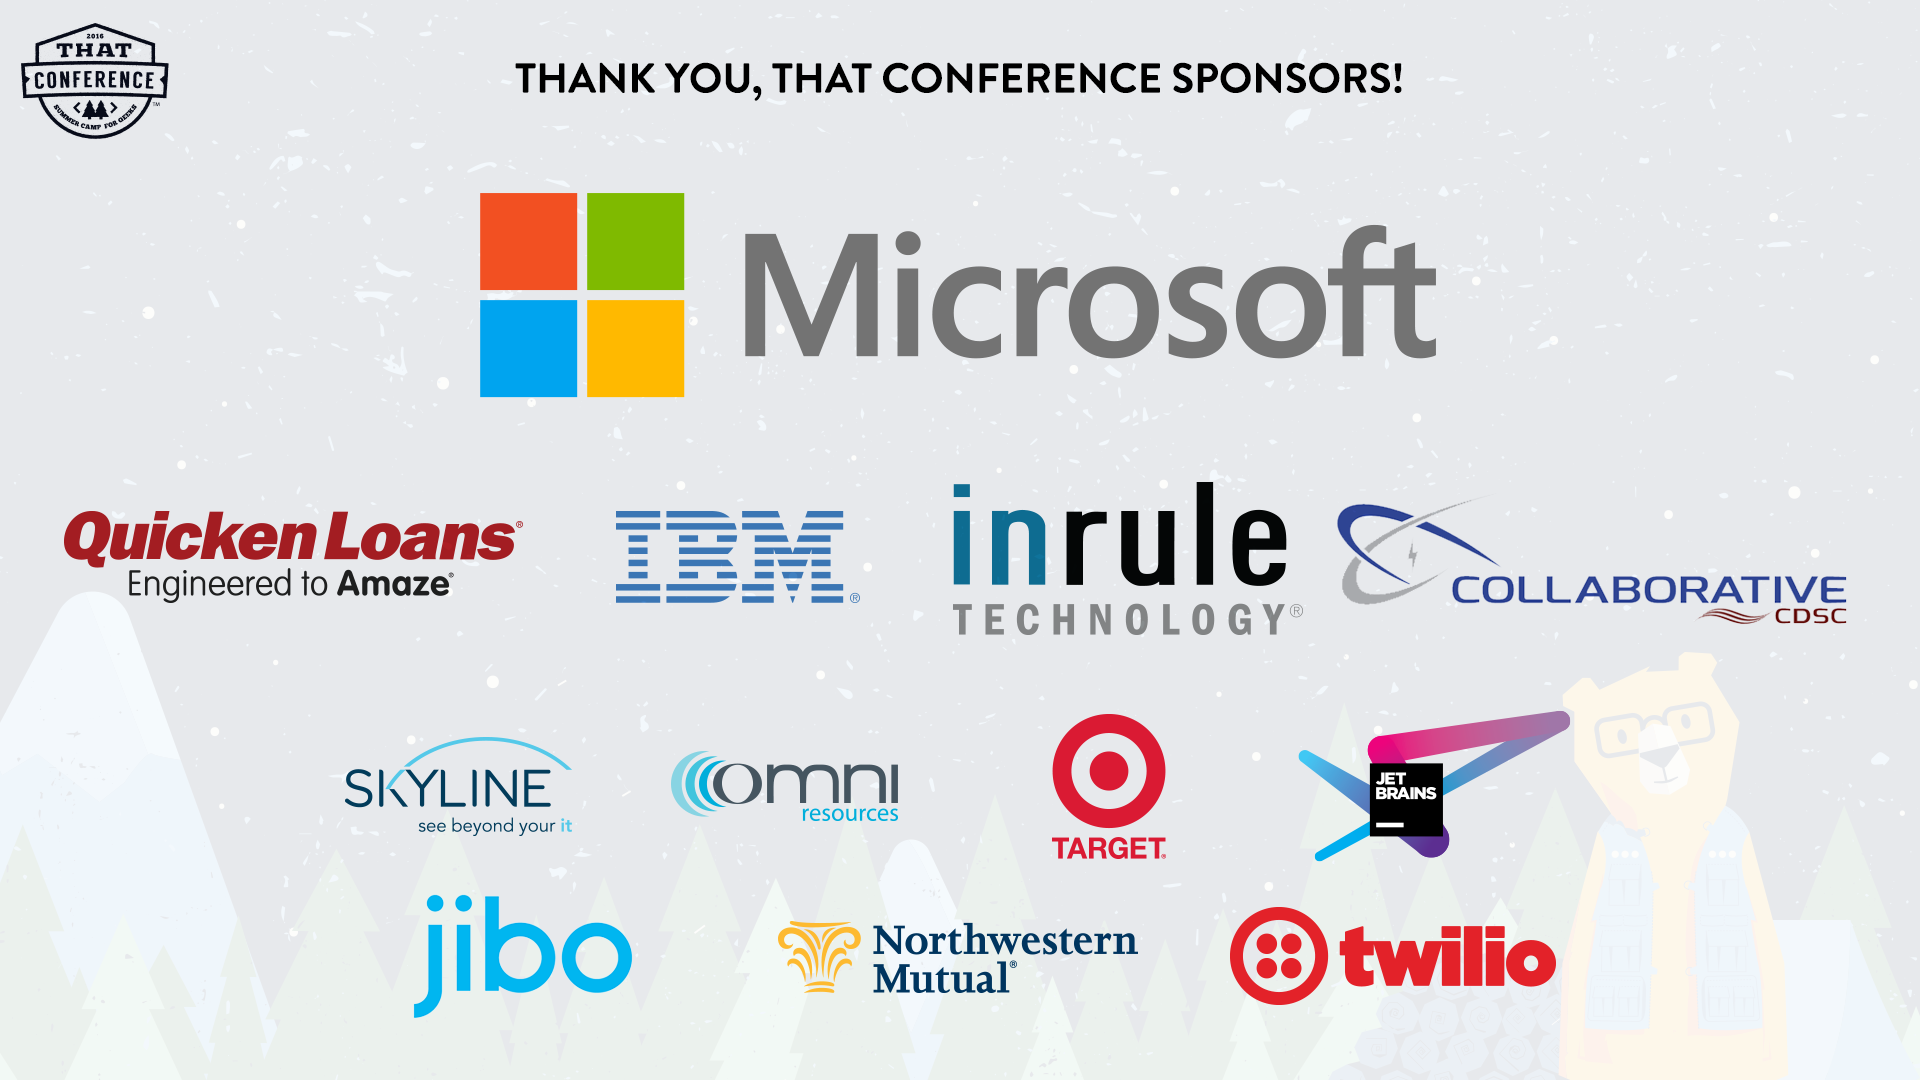 2016
THAT
CONFERENCE
SUMMER CAMP FOR GEEKS
TM
THANK YOU, THAT CONFERENCE SPONSORS!
Microsoft
Quicken Loans®
Engineered to Amaze®
IBM®
inrule
TECHNOLOGY®
COLLABORATIVE
CDSC
SKYLINE
see beyond your it
omni
resources
TARGET®
JET
BRAINS
jibo
Northwestern
Mutual®
twilio